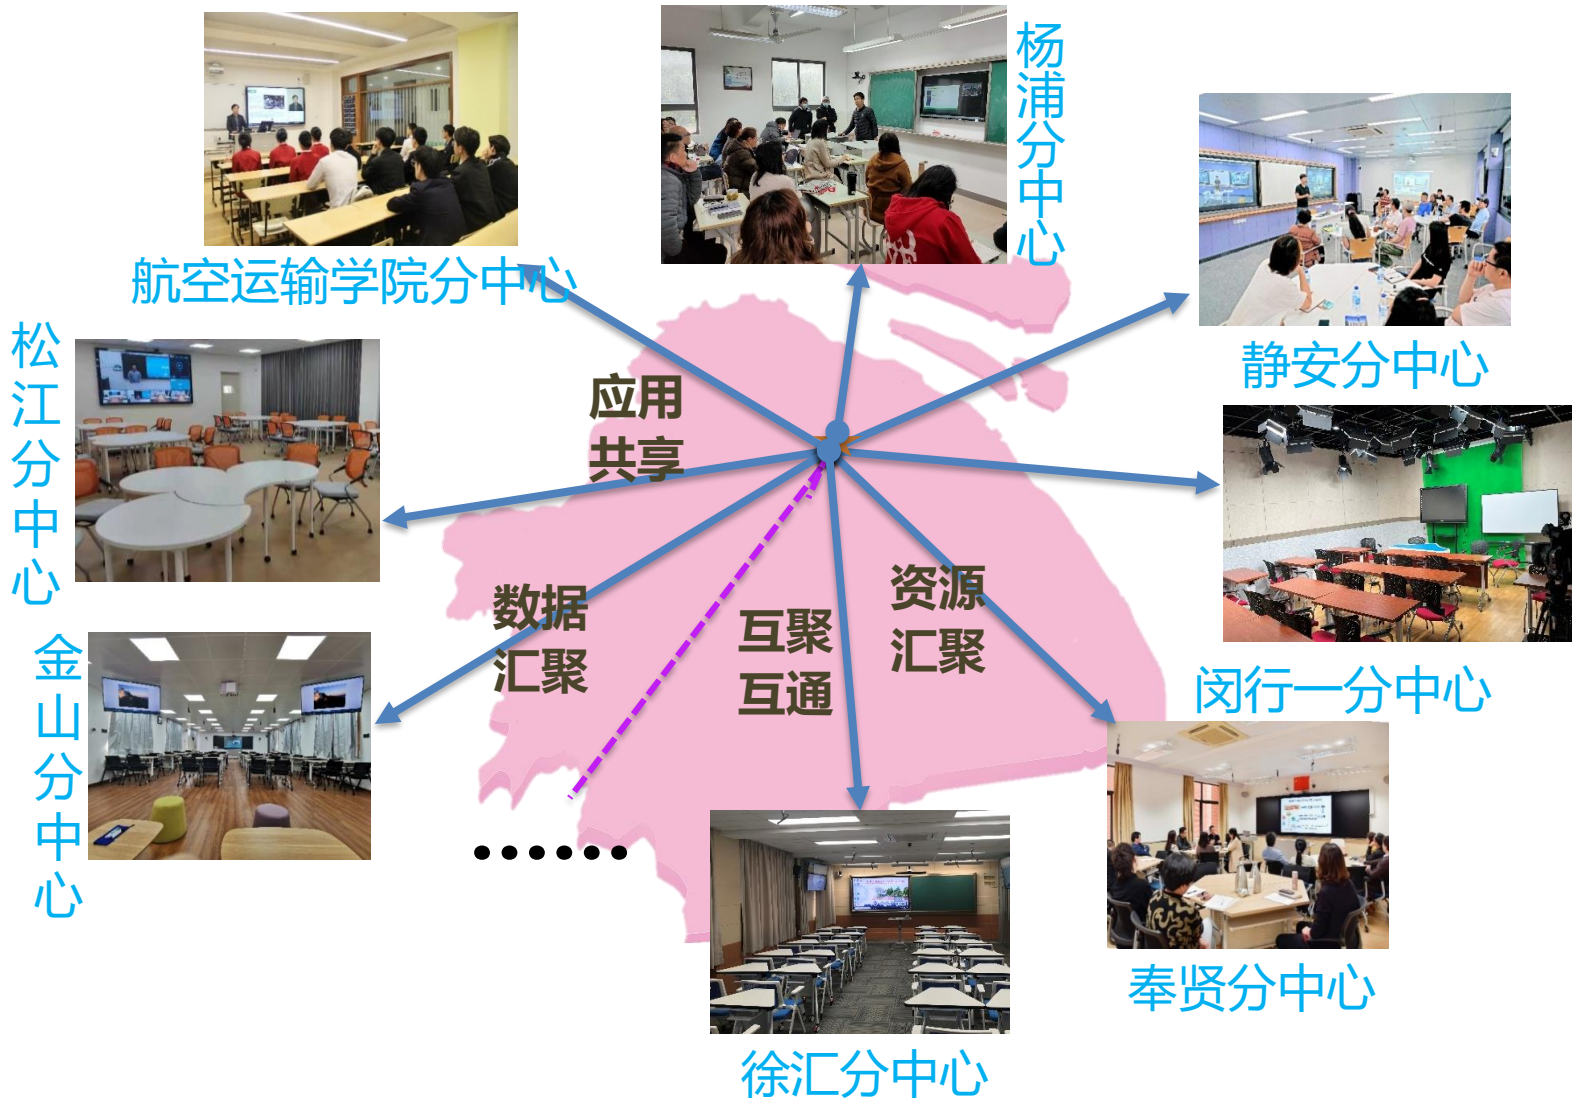 杨浦分中心
航空运输学院分中心
静安分中心
松江分中心
应用
共享
数据
汇聚
互聚
互通
资源
汇聚
金山分中心
闵行一分中心
奉贤分中心
徐汇分中心
......